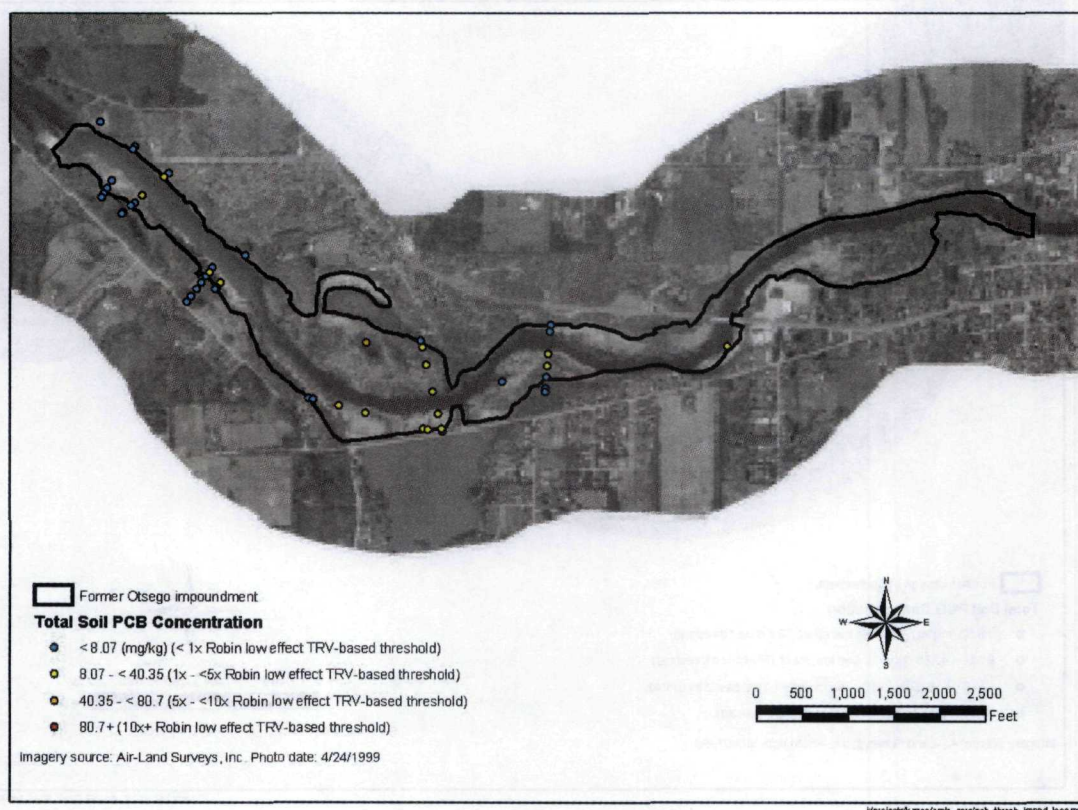 Former Otsego impoundment
Total Soil PCB Concentration
< 8.07 (mg/kg) (< 1x Robin low effect TRV-based threshold)
8.07 - < 40.35 (1x - <5x Robin low effect TRV-based threshold)
40.35 - < 80.7 (5x - <10x Robin low effect TRV-based threshold)
80.7+ (10x+ Robin low effect TRV-based threshold)
Imagery source: Air-Land Surveys, Inc. Photo date: 4/24/1999
N
W E
S
0 500 1,000 1,500 2,000 2,500
Feet